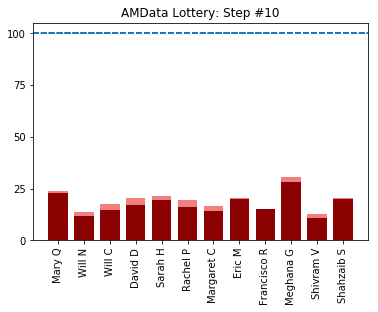 AMData Lottery: Step #10
100
75
50
25
0
Mary Q
Will N
Will C
David D
Sarah H
Rachel P
Margaret C
Eric M
Francisco R
Meghana G
Shivram V
Shahzaib S